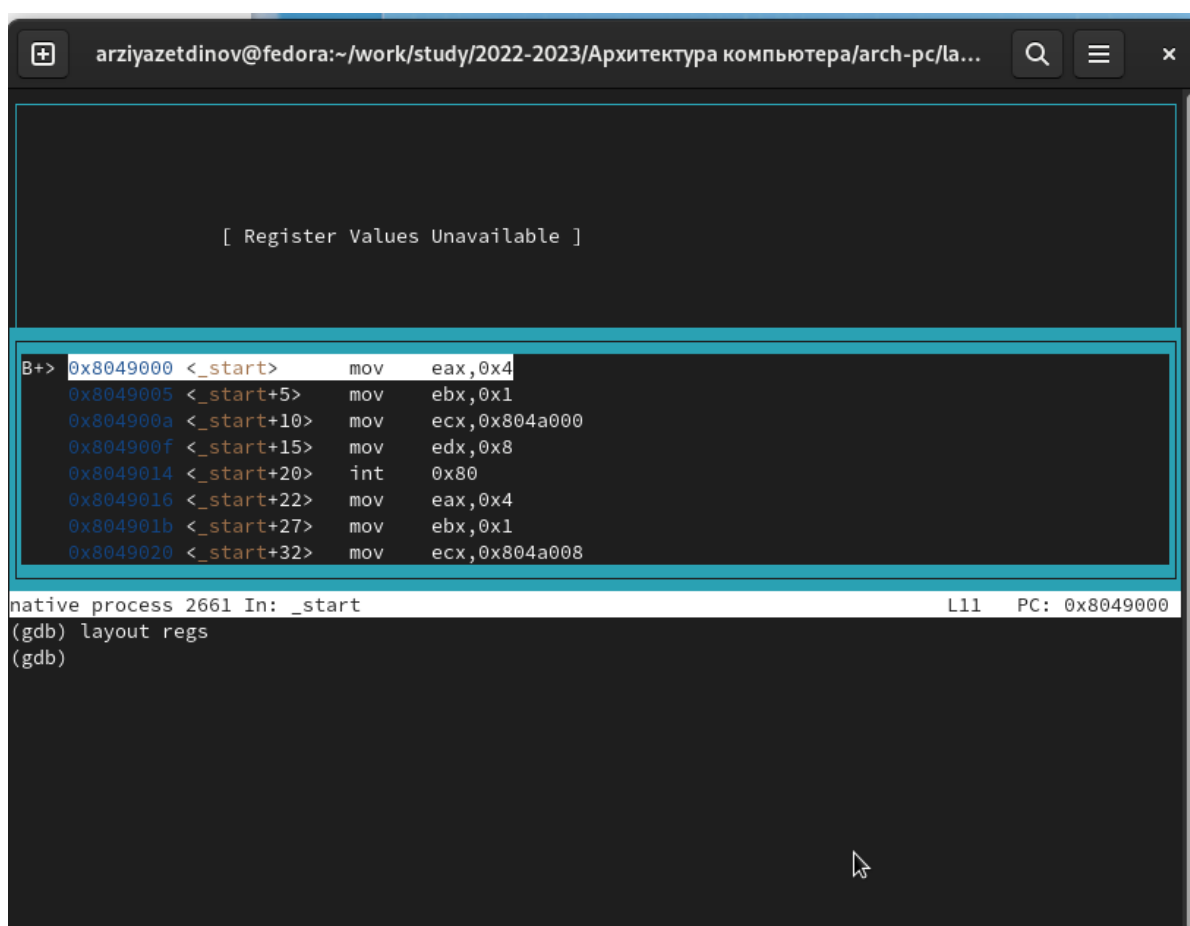 arziyazetdinov@fedora:~/work/study/2022-2023/Архитектура компьютера/arch-pc/la...
[ Register Values Unavailable ]
B+> 0x8049000 <_start> mov eax,0x4
0x8049005 <_start+5> mov ebx,0x1
0x804900a <_start+10> mov ecx,0x804a000
0x804900f <_start+15> mov edx,0x8
0x8049014 <_start+20> int 0x80
0x8049016 <_start+22> mov eax,0x4
0x804901b <_start+27> mov ebx,0x1
0x8049020 <_start+32> mov ecx,0x804a008
native process 2661 In: _start L11 PC: 0x8049000
(gdb) layout regs
(gdb)